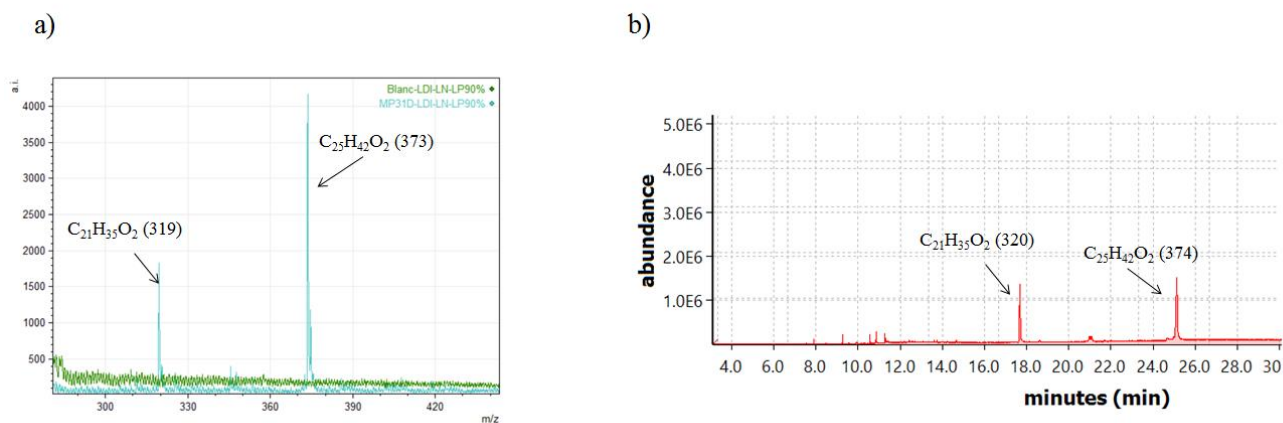 a)
b)
a.i.
Blanc-LDI-LN-LP90%
MP31D-LDI-LN-LP90%
4000
3500
3000
2500
2000
1500
1000
500
C₂₅H₄₂O₂ (373)
C₂₁H₃₅O₂ (319)
300 330 360 390 420
m/z
abundance
5.0E6
4.0E6
3.0E6
2.0E6
1.0E6
C₂₁H₃₅O₂ (320)
C₂₅H₄₂O₂ (374)
4.0 6.0 8.0 10.0 12.0 14.0 16.0 18.0 20.0 22.0 24.0 26.0 28.0 30
minutes (min)